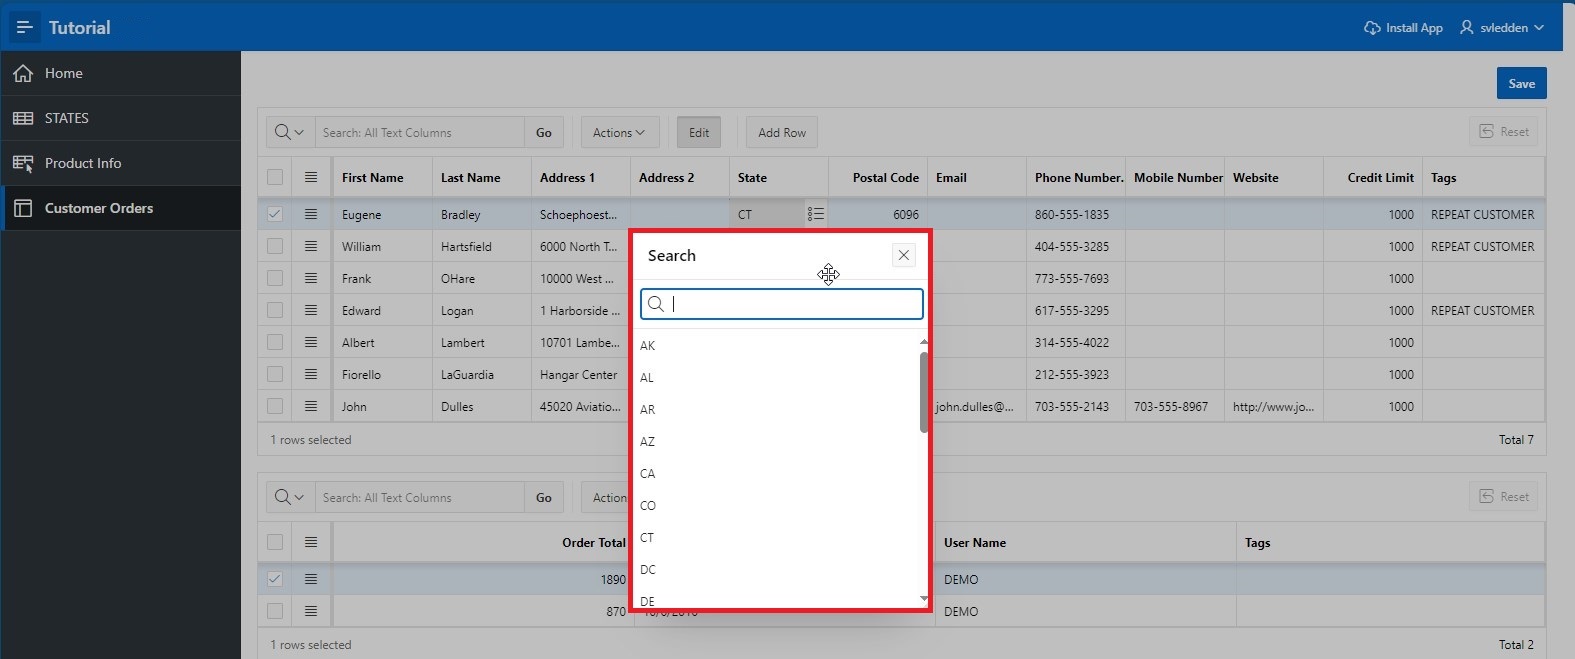 Tutorial
Install App svledden
Home
STATES
Product Info
Customer Orders
Save
Search: All Text Columns Go Actions Edit Add Row Reset
First Name Last Name Address 1 Address 2 State Postal Code Email Phone Number. Mobile Number Website Credit Limit Tags
Eugene Bradley Schoephoest... CT 6096 860-555-1835 1000 REPEAT CUSTOMER
William Hartsfield 6000 North T... 404-555-3285 1000 REPEAT CUSTOMER
Frank OHare 10000 West ... 773-555-7693 1000
Edward Logan 1 Harborside ... 617-555-3295 1000 REPEAT CUSTOMER
Albert Lambert 10701 Lambe... 314-555-4022 1000
Fiorello LaGuardia Hangar Center 212-555-3923 1000
John Dulles 45020 Aviatio... john.dulles@... 703-555-2143 703-555-8967 http://www.jo... 1000
1 rows selected Total 7
Search
AK
AL
AR
AZ
CA
CO
CT
DC
DE
Search: All Text Columns Go Action Reset
Order Total User Name Tags
1890 DEMO
870 DEMO
1 rows selected Total 2